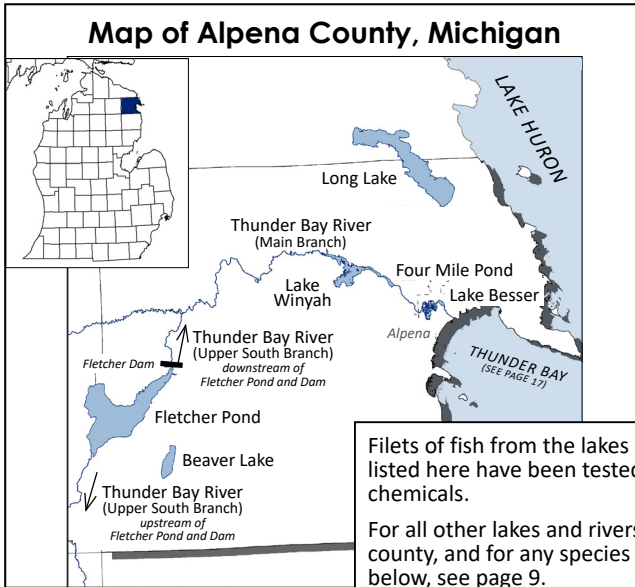 Map of Alpena County, Michigan
LAKE HURON
Long Lake
Thunder Bay River
(Main Branch)
Four Mile Pond
Lake
Winyah
Lake Besser
Alpena
THUNDER BAY
(SEE PAGE 17)
Fletcher Dam
Thunder Bay River
(Upper South Branch)
downstream of
Fletcher Pond and Dam
Fletcher Pond
Beaver Lake
Thunder Bay River
(Upper South Branch)
upstream of
Fletcher Pond and Dam
Filets of fish from the lakes
listed here have been tested
chemicals.
For all other lakes and rivers
county, and for any species
below, see page 9.